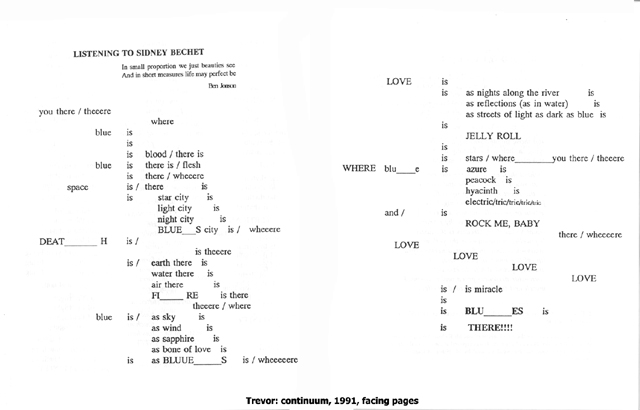 LISTENING TO SIDNEY BECHET
In small proportion we just beauties see
And in short measures life may perfect be
Ben Jonson
you there / theeere
where
blue is
is
is blood / there is
blue is there is / flesh
is there / wheeere
space is / there is
is star city is
light city is
night city is
BLUE___S city is / wheeere
DEAT______ H is /
is theeere
is / earth there is
water there is
air there is
FI_____ RE is there
theeere / where
blue is / as sky is
as wind is
as sapphire is
as bone of love is
is as BLUUE______S is / wheeeere
LOVE is
is as nights along the river is
as reflections (as in water) is
as streets of light as dark as blue is
is
JELLY ROLL
is
is stars / where________you there / theeere
WHERE blu____e is azure is
peacock is
hyacinth is
electric/tric/tric/tric/tric
and / is
ROCK ME, BABY
there / wheeeere
LOVE
LOVE
LOVE
LOVE
is / is miracle
is
is BLU______ES is
is THERE!!!!
Trevor: continuum, 1991, facing pages